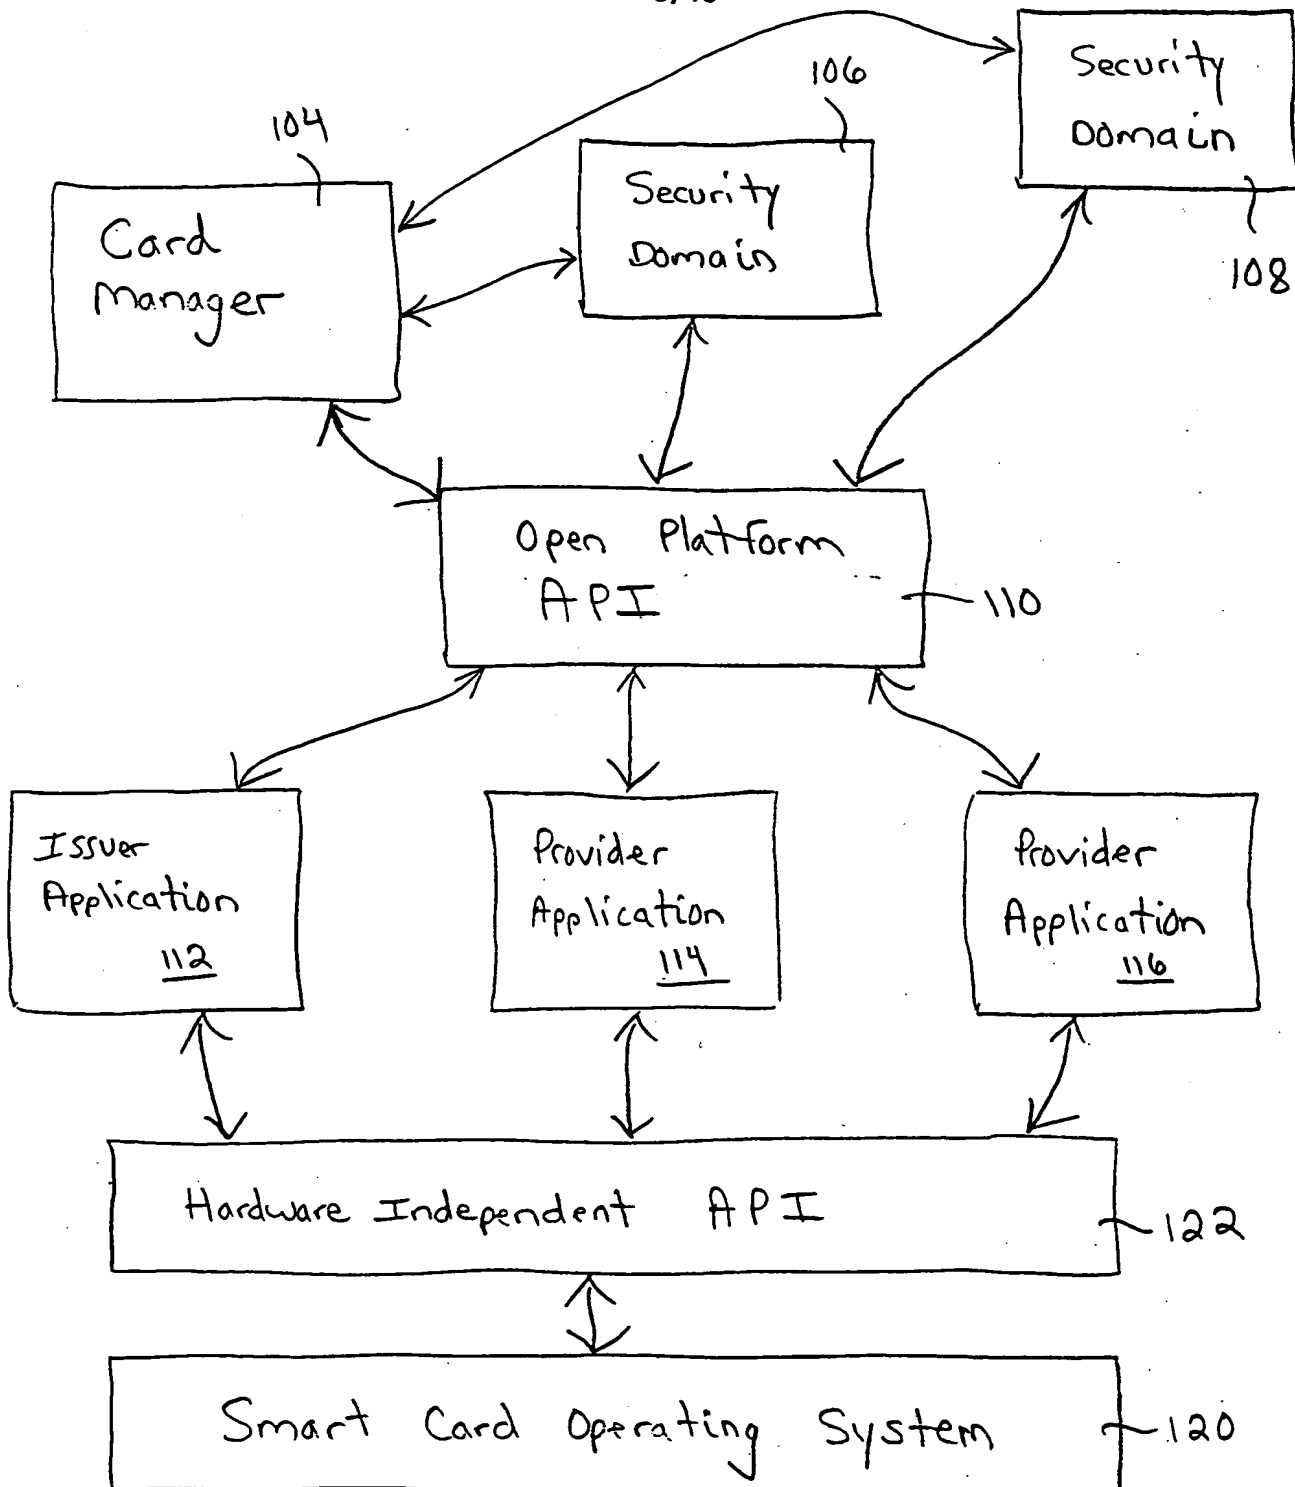 Security
Domain
108
106
Security
Domain
104
Card
Manager
Open Platform
API
110
Issuer
Application
112
Provider
Application
114
Provider
Application
116
Hardware Independent API
122
Smart Card Operating System
120